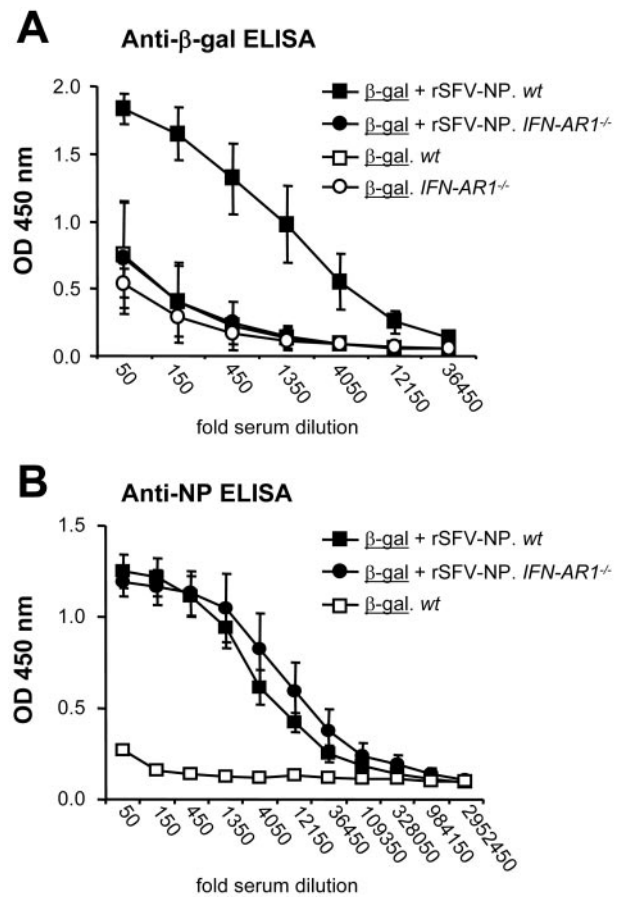 A
Anti-β-gal ELISA
β-gal + rSFV-NP. wt
β-gal + rSFV-NP. IFN-AR1-/-
β-gal. wt
β-gal. IFN-AR1-/-
OD 450 nm
2.0
1.5
1.0
0.5
0.0
50 150 450 1350 4050 12150 36450
fold serum dilution
B
Anti-NP ELISA
β-gal + rSFV-NP. wt
β-gal + rSFV-NP. IFN-AR1-/-
β-gal. wt
OD 450 nm
1.5
1.0
0.5
0.0
50 150 450 1350 4050 12150 36450 109350 328050 984150 2952450
fold serum dilution